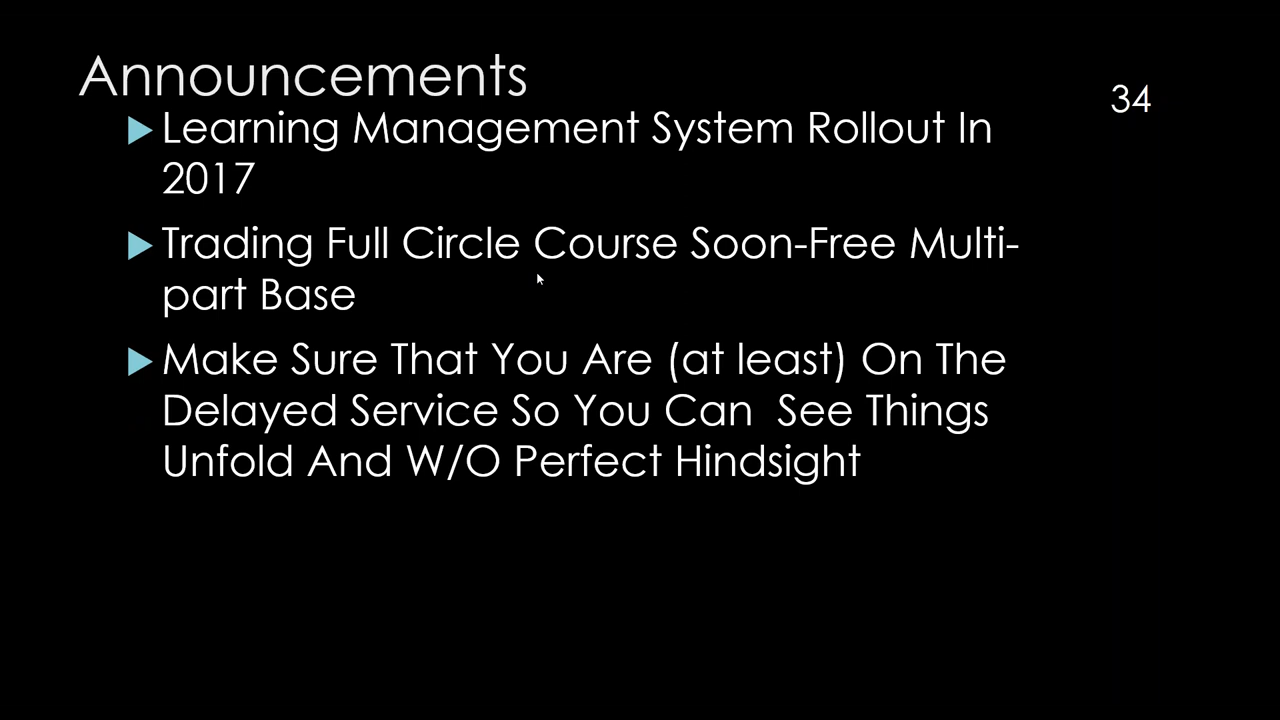 Announcements
34
Learning Management System Rollout In
2017
Trading Full Circle Course Soon-Free Multi-
part Base
Make Sure That You Are (at least) On The
Delayed Service So You Can  See Things
Unfold And W/O Perfect Hindsight